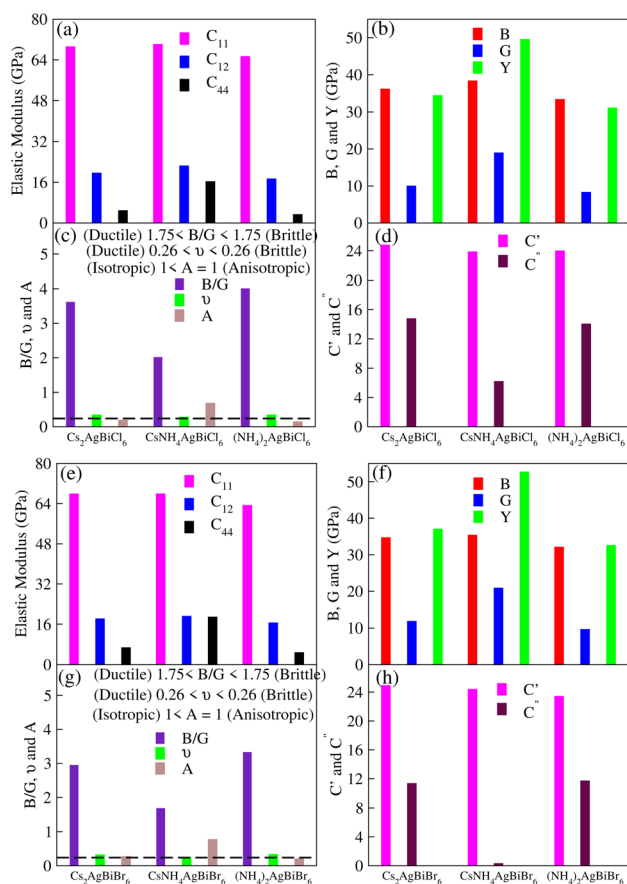 (a)
Elastic Modulus (GPa)
80
64
48
32
16
0
C11
C12
C44
(b)
B, G and Y (GPa)
50
40
30
20
10
0
B
G
Y
(c)
(Ductile) 1.75< B/G < 1.75 (Brittle)
(Ductile) 0.26 < υ < 0.26 (Brittle)
(Isotropic) 1< A = 1 (Anisotropic)
B/G, υ and A
5
4
3
2
1
0
B/G
υ
A
Cs2AgBiCl6 CsNH4AgBiCl6 (NH4)2AgBiCl6
(d)
C' and C"
24
20
16
12
8
4
0
C'
C"
Cs2AgBiCl6 CsNH4AgBiCl6 (NH4)2AgBiCl6
(e)
Elastic Modulus (GPa)
80
64
48
32
16
0
C11
C12
C44
(f)
B, G and Y (GPa)
50
40
30
20
10
0
B
G
Y
(g)
(Ductile) 1.75< B/G < 1.75 (Brittle)
(Ductile) 0.26 < υ < 0.26 (Brittle)
(Isotropic) 1< A = 1 (Anisotropic)
B/G, υ and A
5
4
3
2
1
0
B/G
υ
A
Cs2AgBiBr6 CsNH4AgBiBr6 (NH4)2AgBiBr6
(h)
C' and C"
24
20
16
12
8
4
0
C'
C"
Cs2AgBiBr6 CsNH4AgBiBr6 (NH4)2AgBiBr6